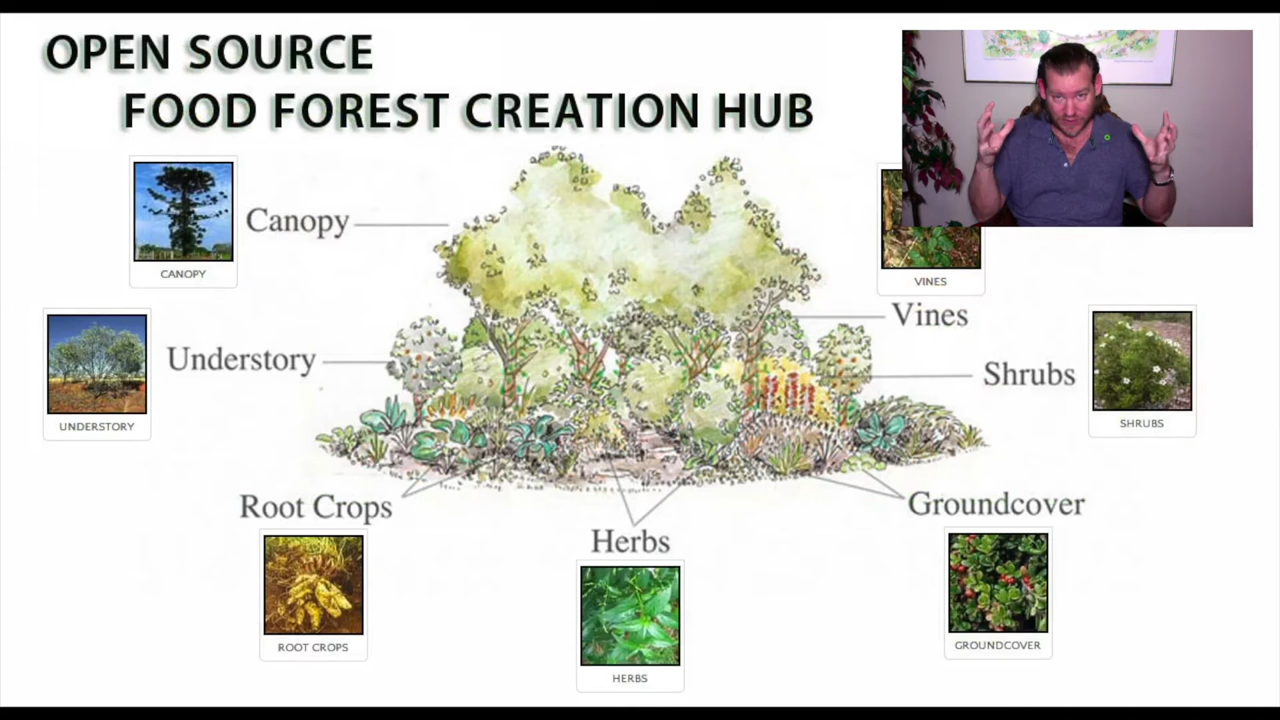 OPEN SOURCE
FOOD FOREST CREATION HUB
CANOPY
Canopy
VINES
Vines
UNDERSTORY
Understory
Shrubs
SHRUBS
Root Crops
ROOT CROPS
Herbs
HERBS
Groundcover
GROUNDCOVER